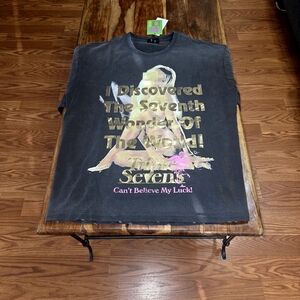 I Discovered
The Seventh
Wonder Of
The World!
Sevens
Can't Believe My Luck!